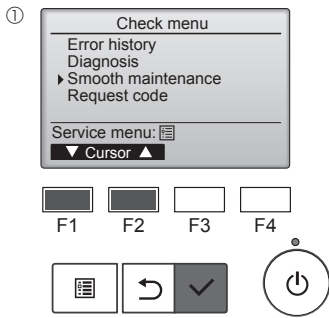 ①
Check menu
Error history
Diagnosis
Smooth maintenance
Request code
Service menu:
▼ Cursor ▲
F1 F2 F3 F4